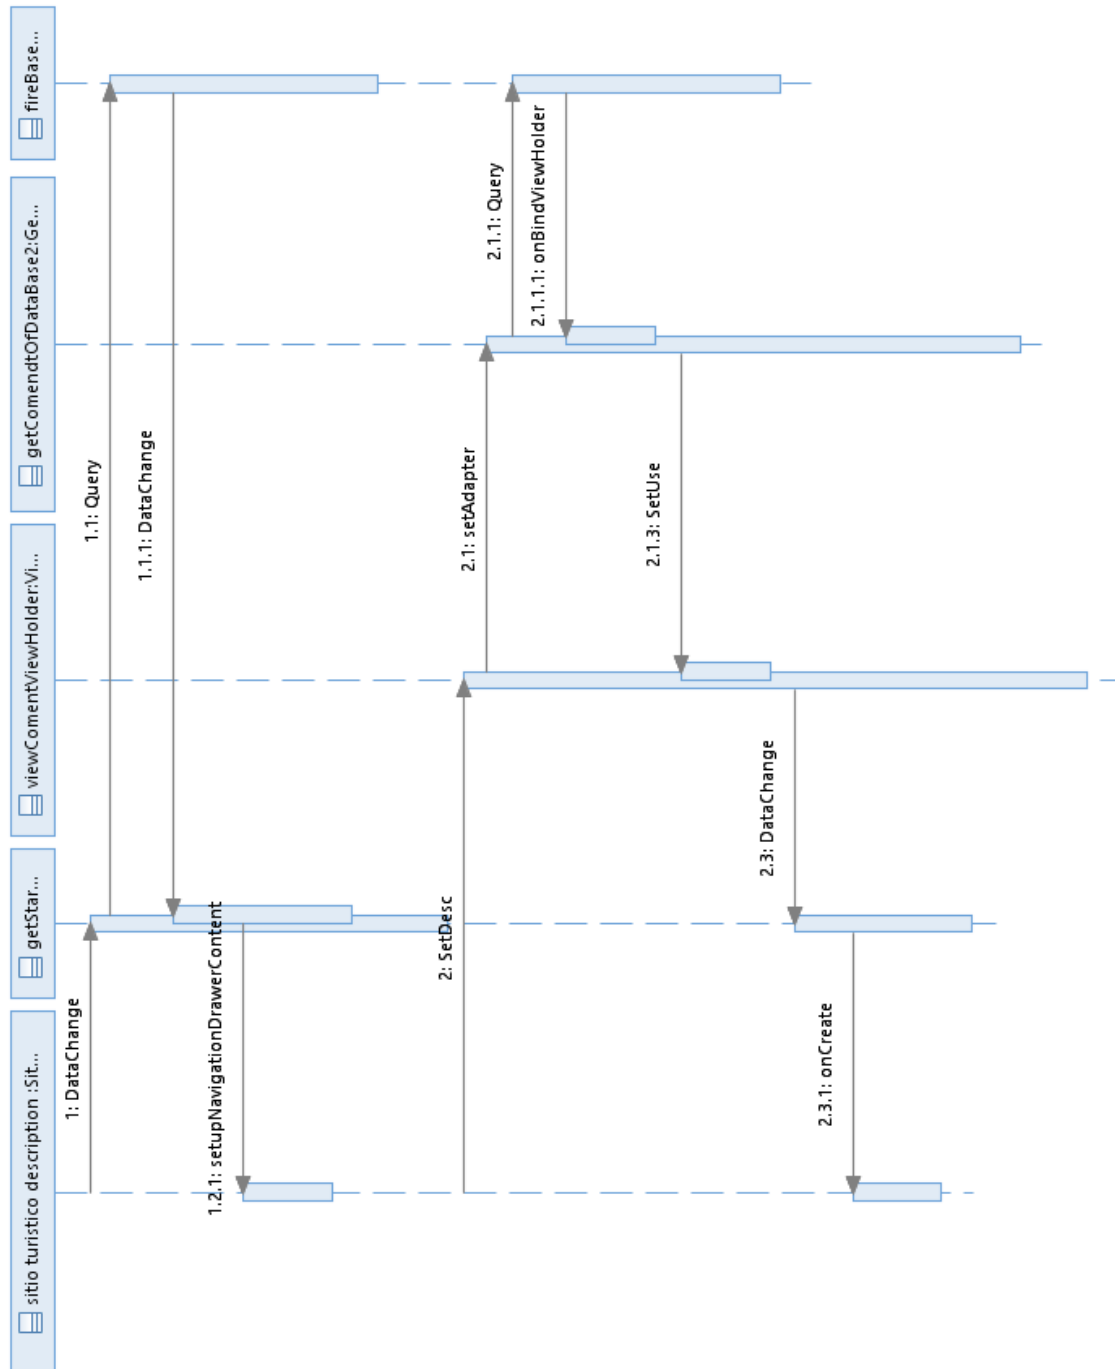 sitio turistico description :Sit...
getStar...
viewComentViewHolder:Vi...
getComendtOfDataBase2:Ge...
fireBase...
1: DataChange
1.1: Query
1.1.1: DataChange
1.2.1: setupNavigationDrawerContent
2: SetDesc
2.1: setAdapter
2.1.1: Query
2.1.1.1: onBindViewHolder
2.1.3: SetUse
2.3: DataChange
2.3.1: onCreate